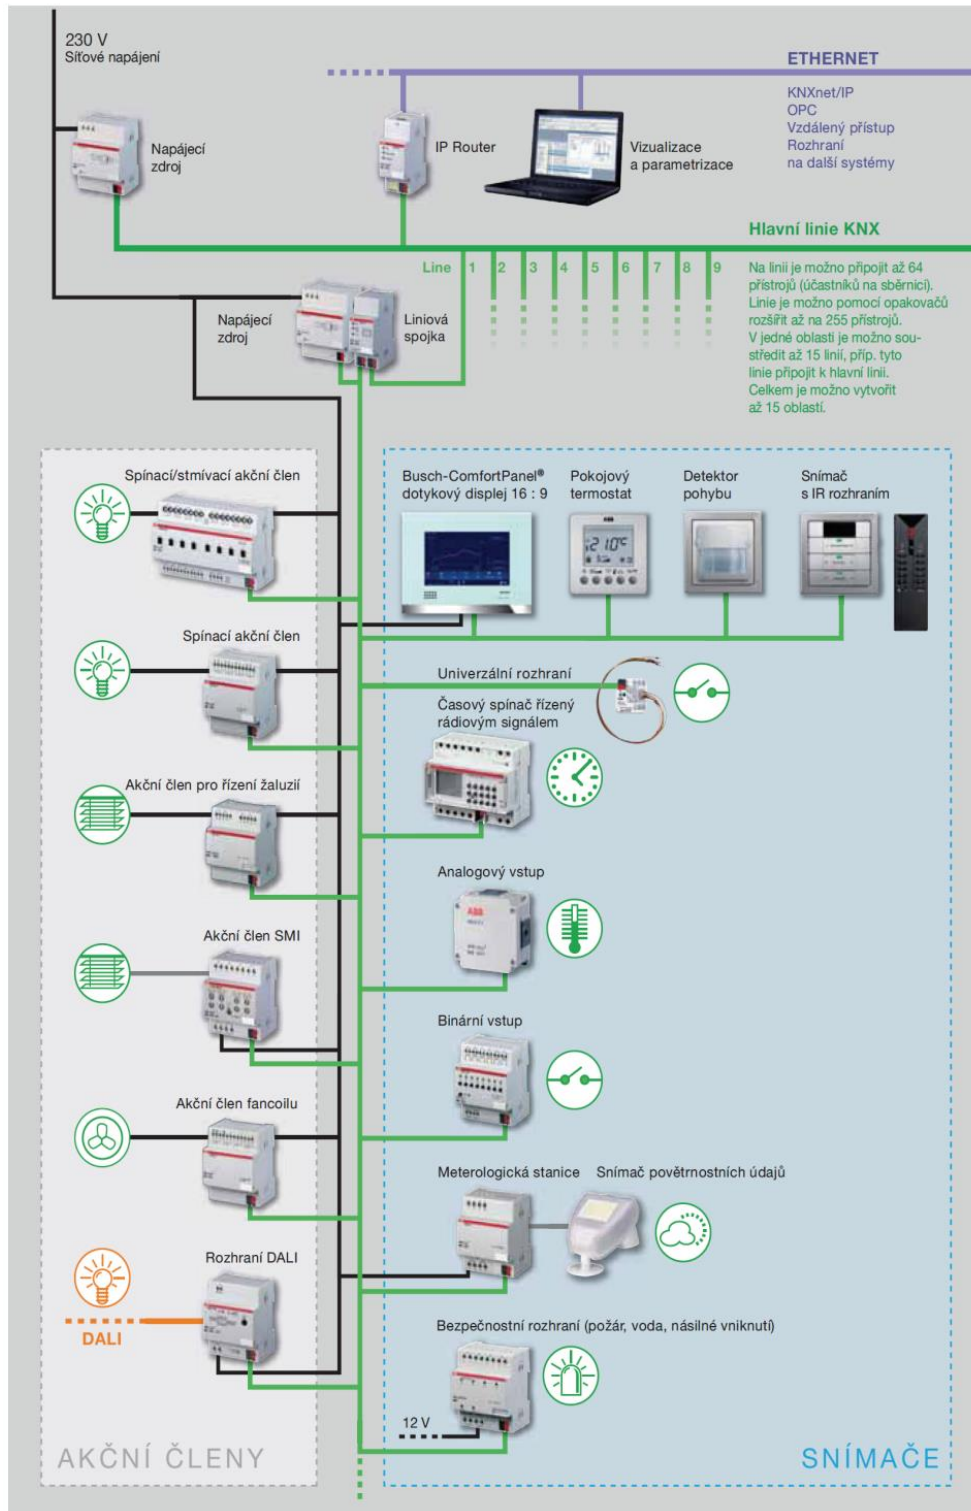 230 V
Síťové napájení
ETHERNET
KNXnet/IP
OPC
Vzdálený přístup
Rozhraní
na další systémy
Napájecí
zdroj
IP Router
Vizualizace
a parametrizace
Hlavní linie KNX
Line 1 2 3 4 5 6 7 8 9
Na linii je možno připojit až 64
přístrojů (účastníků na sběrnici).
Linie je možno pomocí opakovačů
rozšířit až na 255 přístrojů.
V jedné oblasti je možno sou-
středit až 15 linií, příp. tyto
linie připojit k hlavní linii.
Celkem je možno vytvořit
až 15 oblastí.
Napájecí
zdroj
Liniová
spojka
Spínací/stmívací akční člen
Spínací akční člen
Akční člen pro řízení žaluzií
Akční člen SMI
Akční člen fancoilu
Rozhraní DALI
DALI
AKČNÍ ČLENY
Busch-ComfortPanel®
dotykový displej 16 : 9
Pokojový
termostat
ABB
Detektor
pohybu
Snímač
s IR rozhraním
Univerzální rozhraní
Časový spínač řízený
rádiovým signálem
Analogový vstup
ABB
Binární vstup
Meterologická stanice
Snímač povětrnostních údajů
Bezpečnostní rozhraní (požár, voda, násilné vniknutí)
12 V
SNÍMAČE